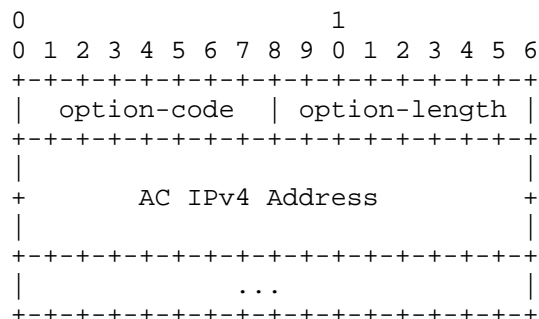 0                   1
0 1 2 3 4 5 6 7 8 9 0 1 2 3 4 5 6
+-+-+-+-+-+-+-+-+-+-+-+-+-+-+-+-+
|  option-code  | option-length |
+-+-+-+-+-+-+-+-+-+-+-+-+-+-+-+-+
|                               |
+       AC IPv4 Address         +
|                               |
+-+-+-+-+-+-+-+-+-+-+-+-+-+-+-+-+
|             ...               |
+-+-+-+-+-+-+-+-+-+-+-+-+-+-+-+-+